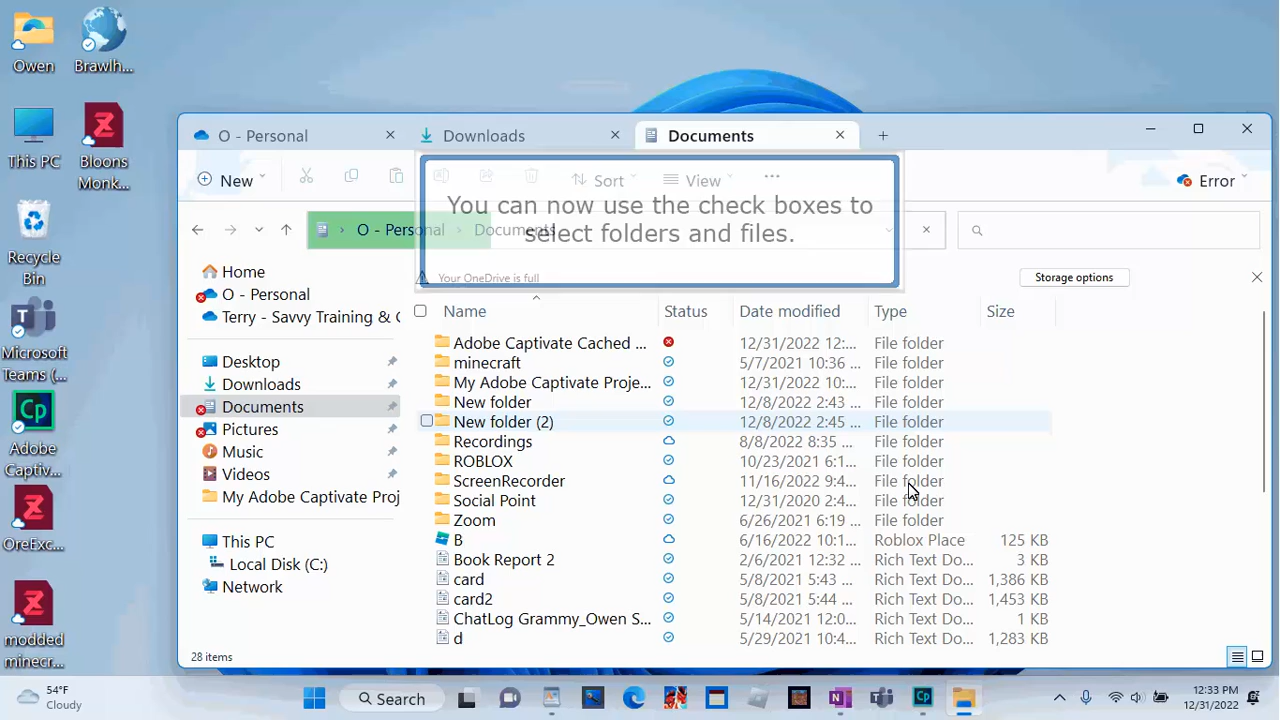 Owen
Brawlh...
This PC
Bloons
Monk...
Recycle
Bin
Microsoft
Teams (...
Adobe
Captiv...
OreExc...
modded
minecr...
O - Personal
Downloads
Documents
New
Sort
View
...
Error
You can now use the check boxes to
select folders and files.
O - Personal
Documents
Your OneDrive is full
Storage options
Home
O - Personal
Terry - Savvy Training & C
Desktop
Downloads
Documents
Pictures
Music
Videos
My Adobe Captivate Proj
This PC
Local Disk (C:)
Network
Name Status Date modified Type Size
Adobe Captivate Cached ... 12/31/2022 12:... File folder
minecraft 5/7/2021 10:36 ... File folder
My Adobe Captivate Proje... 12/31/2022 10:... File folder
New folder 12/8/2022 2:43 ... File folder
New folder (2) 12/8/2022 2:45 ... File folder
Recordings 8/8/2022 8:35 ... File folder
ROBLOX 10/23/2021 6:1... File folder
ScreenRecorder 11/16/2022 9:4... File folder
Social Point 12/31/2020 2:4... File folder
Zoom 6/26/2021 6:19 ... File folder
B 6/16/2022 10:1... Roblox Place 125 KB
Book Report 2 2/6/2021 12:32 ... Rich Text Do... 3 KB
card 5/8/2021 5:43 ... Rich Text Do... 1,386 KB
card2 5/8/2021 5:44 ... Rich Text Do... 1,453 KB
ChatLog Grammy_Owen S... 5/14/2021 12:0... Rich Text Do... 1 KB
d 5/29/2021 10:4... Rich Text Do... 1,283 KB
28 items
54°F
Cloudy
Search
12:33 PM
12/31/2022